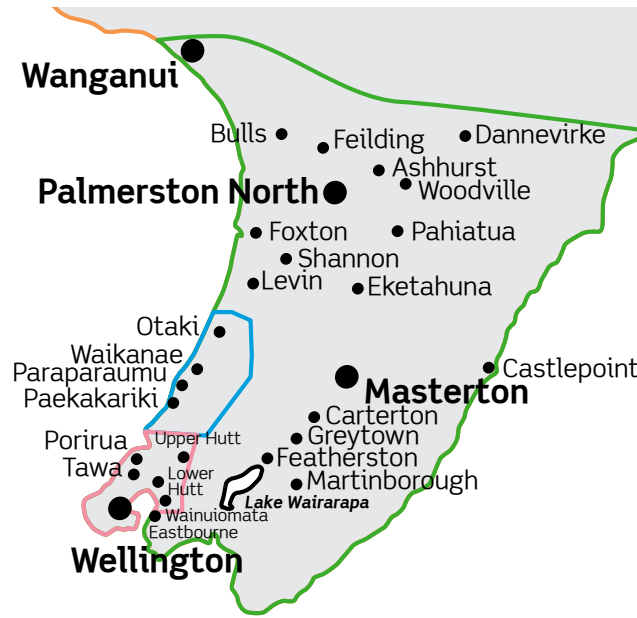 Wanganui
Bulls
Feilding
Dannevirke
Ashhurst
Palmerston North
Woodville
Foxton
Pahiatua
Shannon
Levin
Eketahuna
Otaki
Waikanae
Paraparaumu
Castlepoint
Masterton
Paekakariki
Carterton
Porirua
Upper Hutt
Greytown
Tawa
Featherston
Lower
Hutt
Martinborough
Lake Wairarapa
Wainuiomata
Eastbourne
Wellington